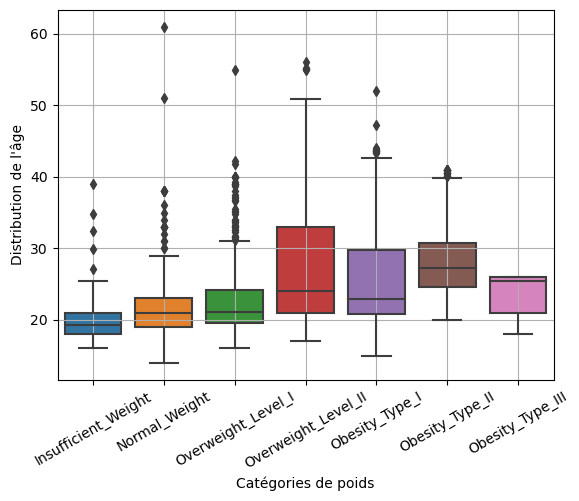 60
50
40
30
20
Distribution de l'âge
Insufficient_Weight
Normal_Weight
Overweight_Level_I
Overweight_Level_II
Obesity_Type_I
Obesity_Type_II
Obesity_Type_III
Catégories de poids